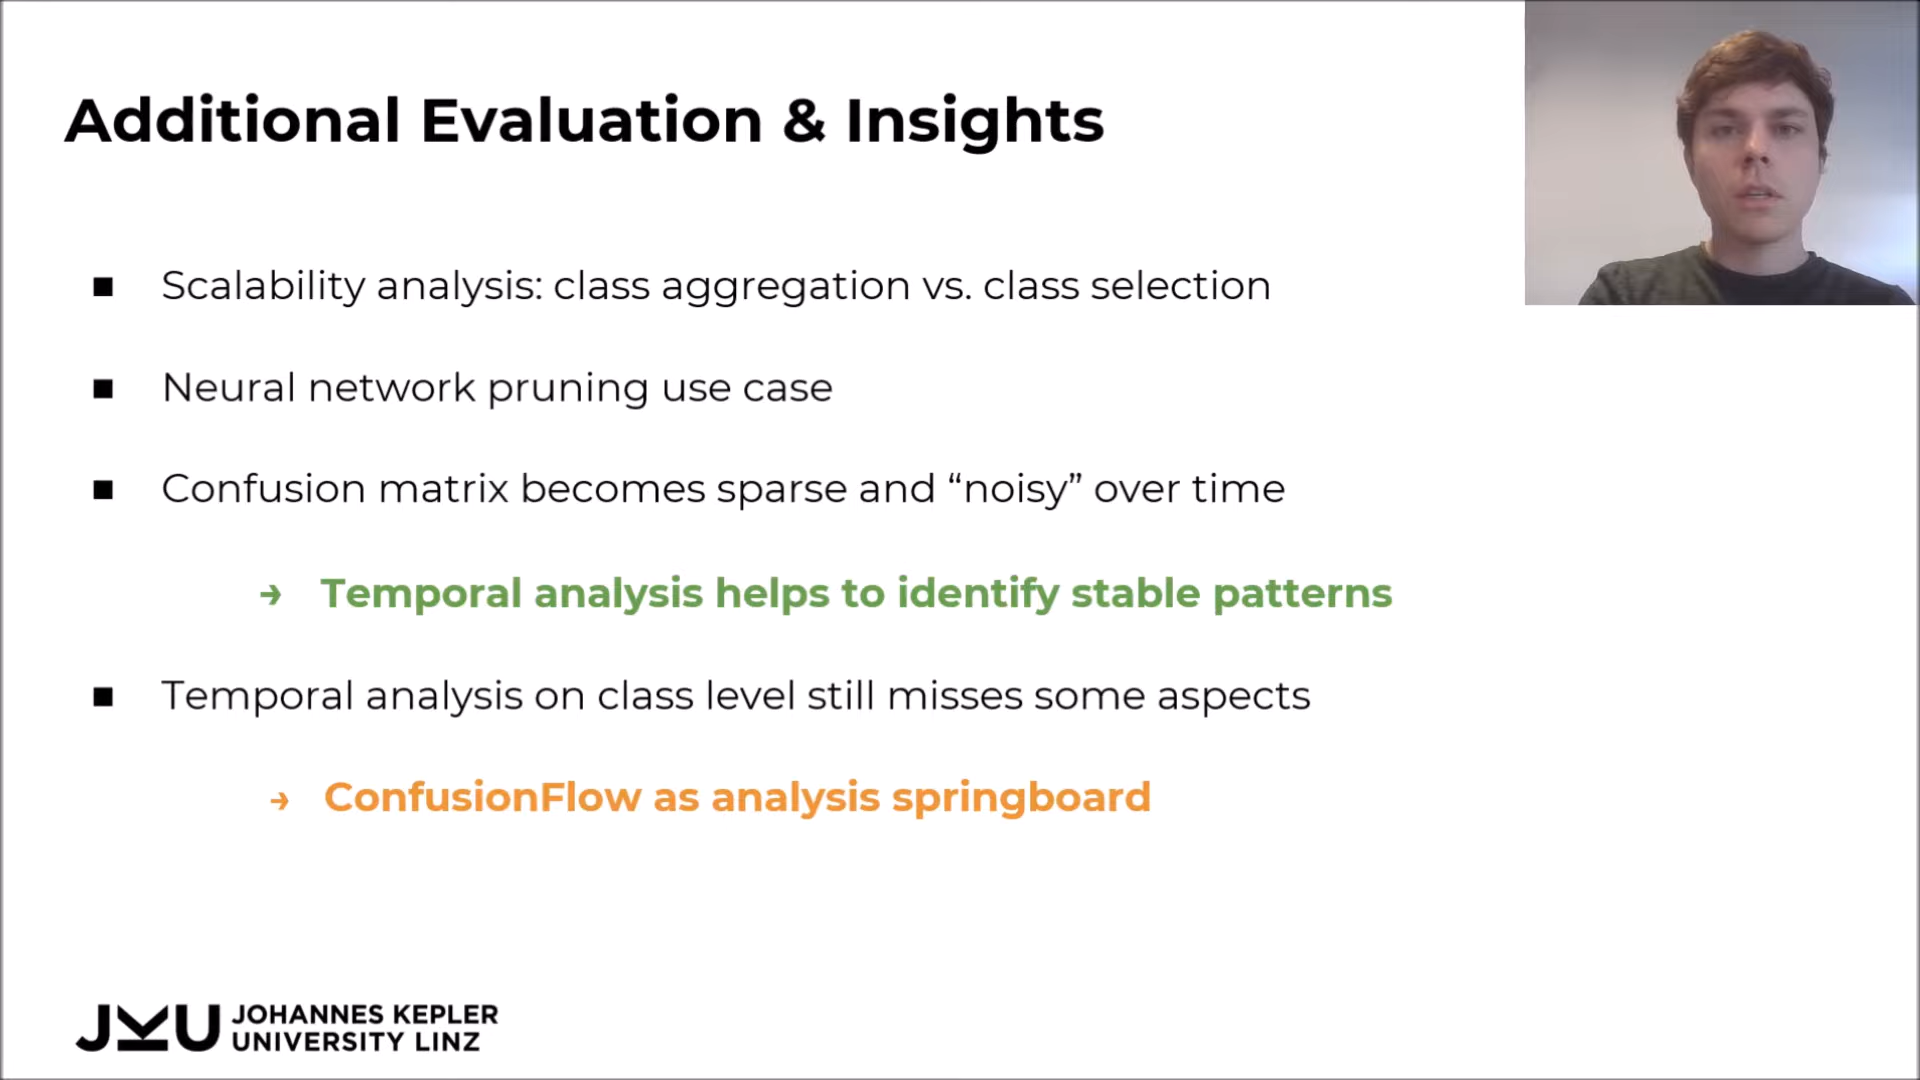 Additional Evaluation & Insights
■ Scalability analysis: class aggregation vs. class selection
■ Neural network pruning use case
■ Confusion matrix becomes sparse and “noisy” over time
→ Temporal analysis helps to identify stable patterns
■ Temporal analysis on class level still misses some aspects
→ ConfusionFlow as analysis springboard
JKU JOHANNES KEPLER
UNIVERSITY LINZ